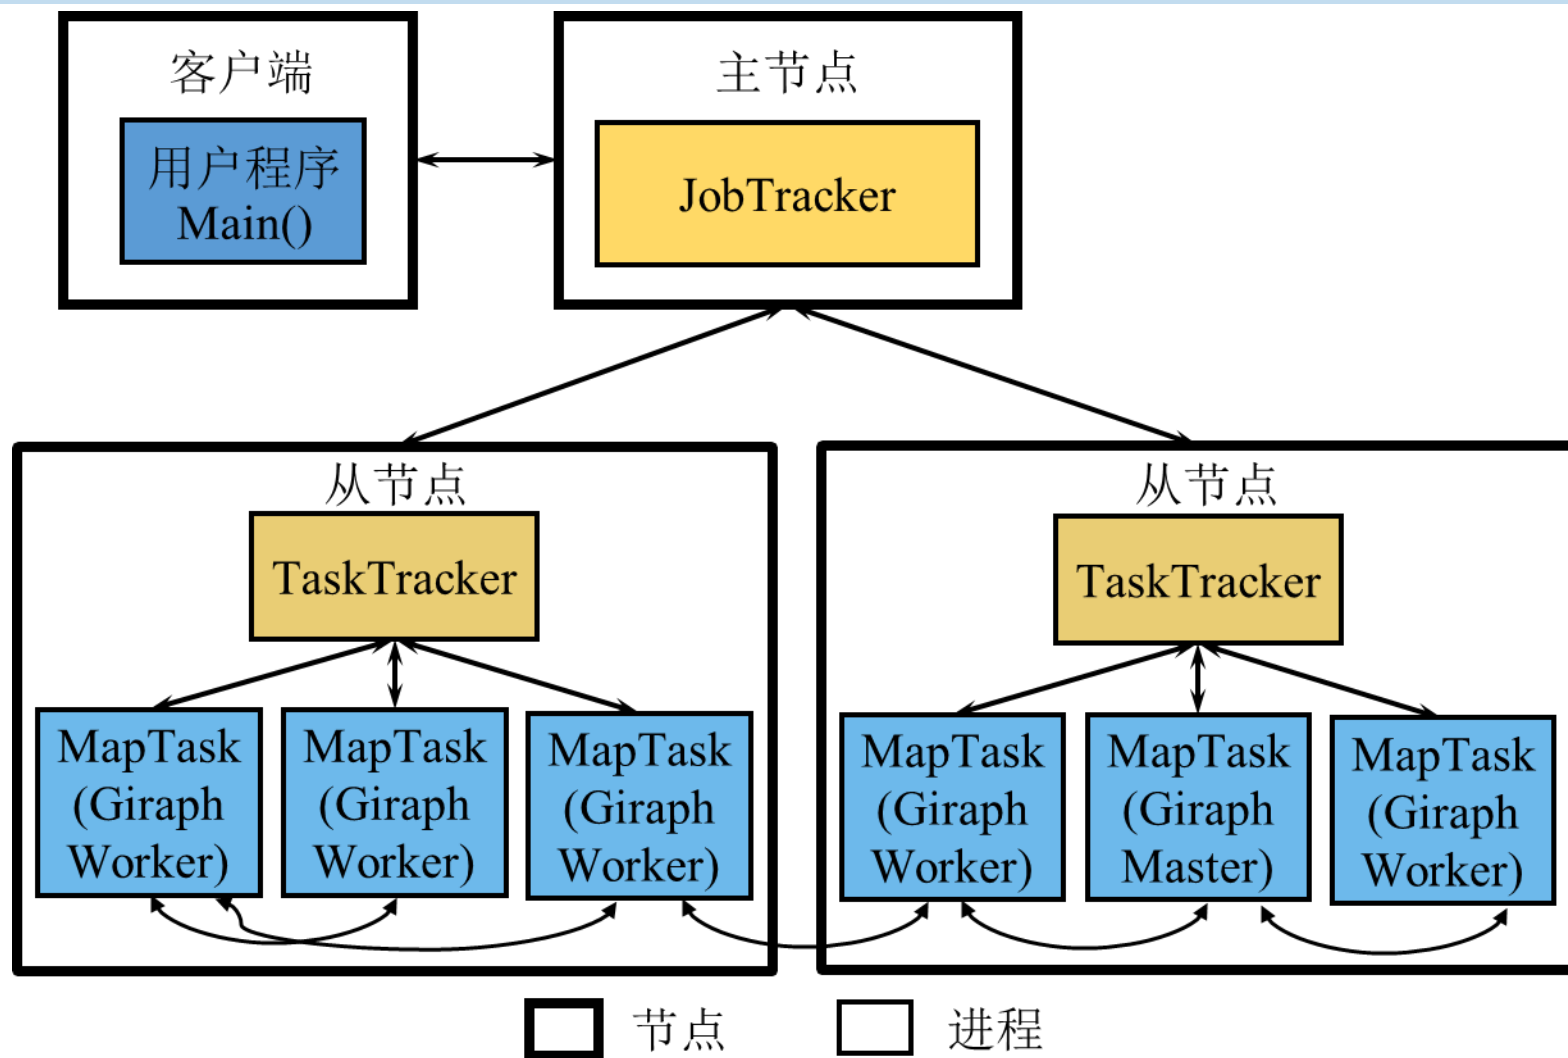 客户端
用户程序
Main()
主节点
JobTracker
从节点
TaskTracker
MapTask
(Giraph
Worker)
MapTask
(Giraph
Worker)
MapTask
(Giraph
Worker)
从节点
TaskTracker
MapTask
(Giraph
Worker)
MapTask
(Giraph
Master)
MapTask
(Giraph
Worker)
节点
进程